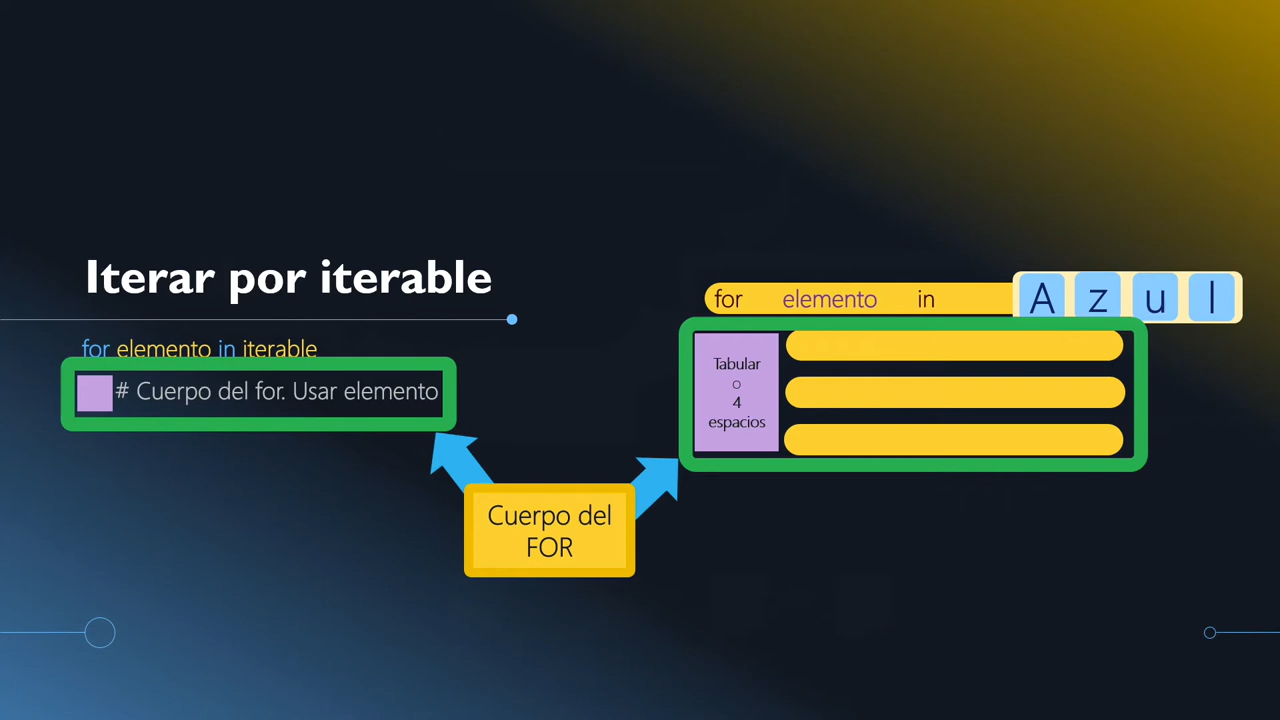 Iterar por iterable
for elemento in iterable
# Cuerpo del for. Usar elemento
for elemento in A z u l
Tabular
o
4
espacios
Cuerpo del
FOR